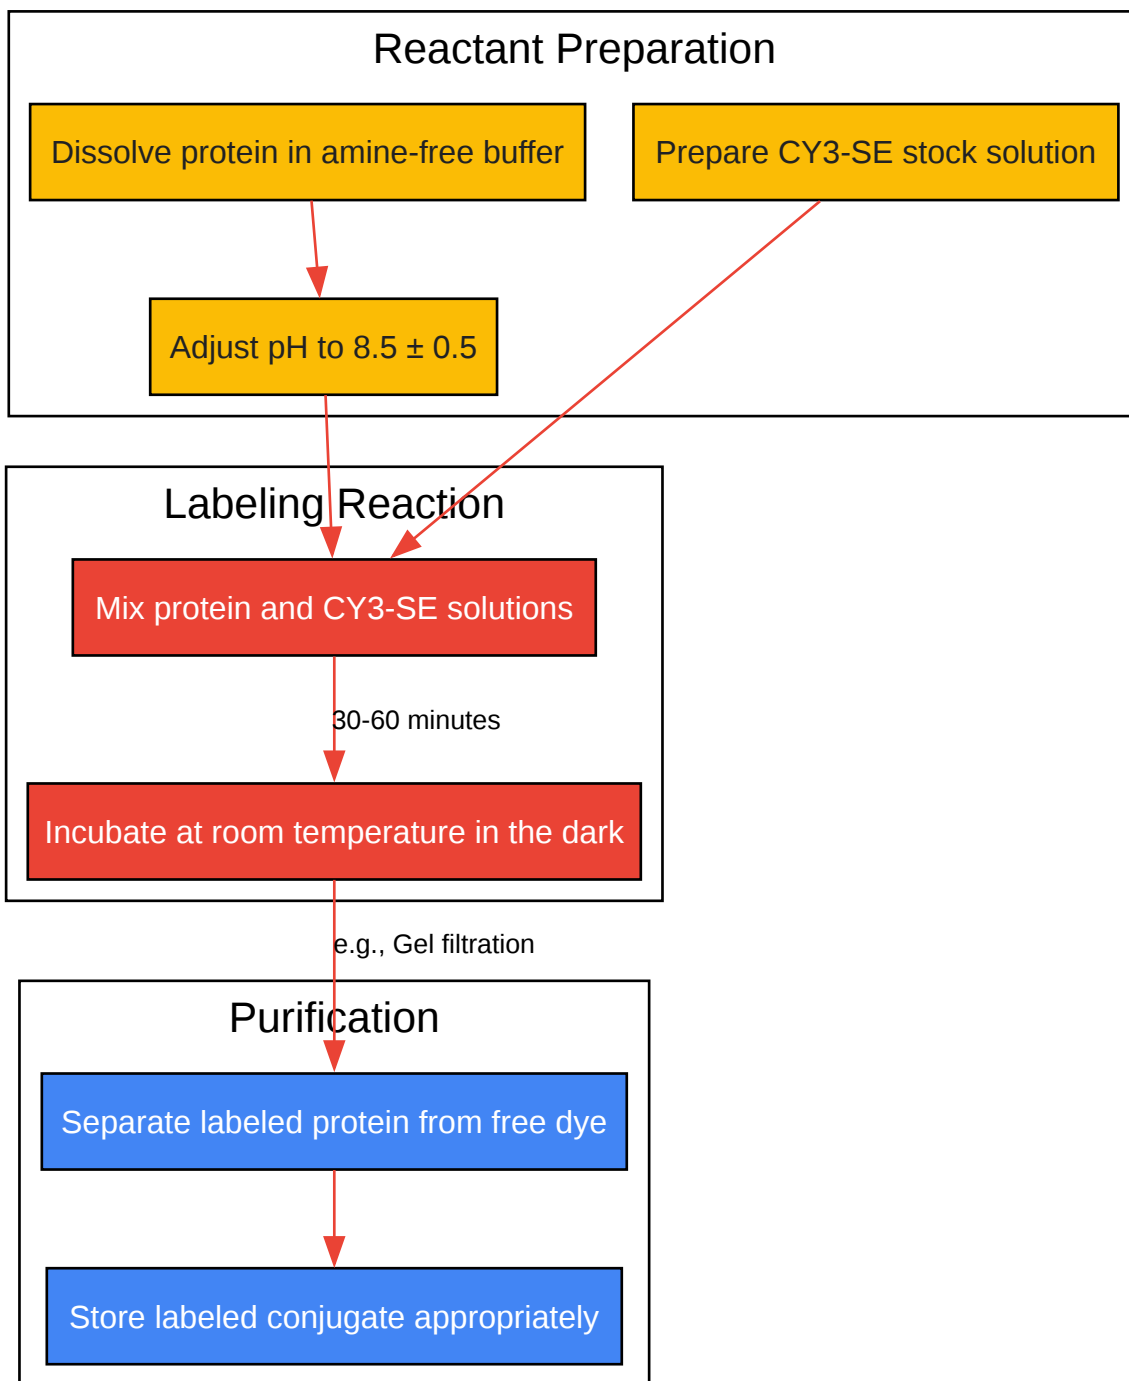 Reactant Preparation
Dissolve protein in amine-free buffer
Prepare CY3-SE stock solution
Adjust pH to 8.5 ± 0.5
Labeling Reaction
Mix protein and CY3-SE solutions
30-60 minutes
Incubate at room temperature in the dark
e.g., Gel filtration
Purification
Separate labeled protein from free dye
Store labeled conjugate appropriately